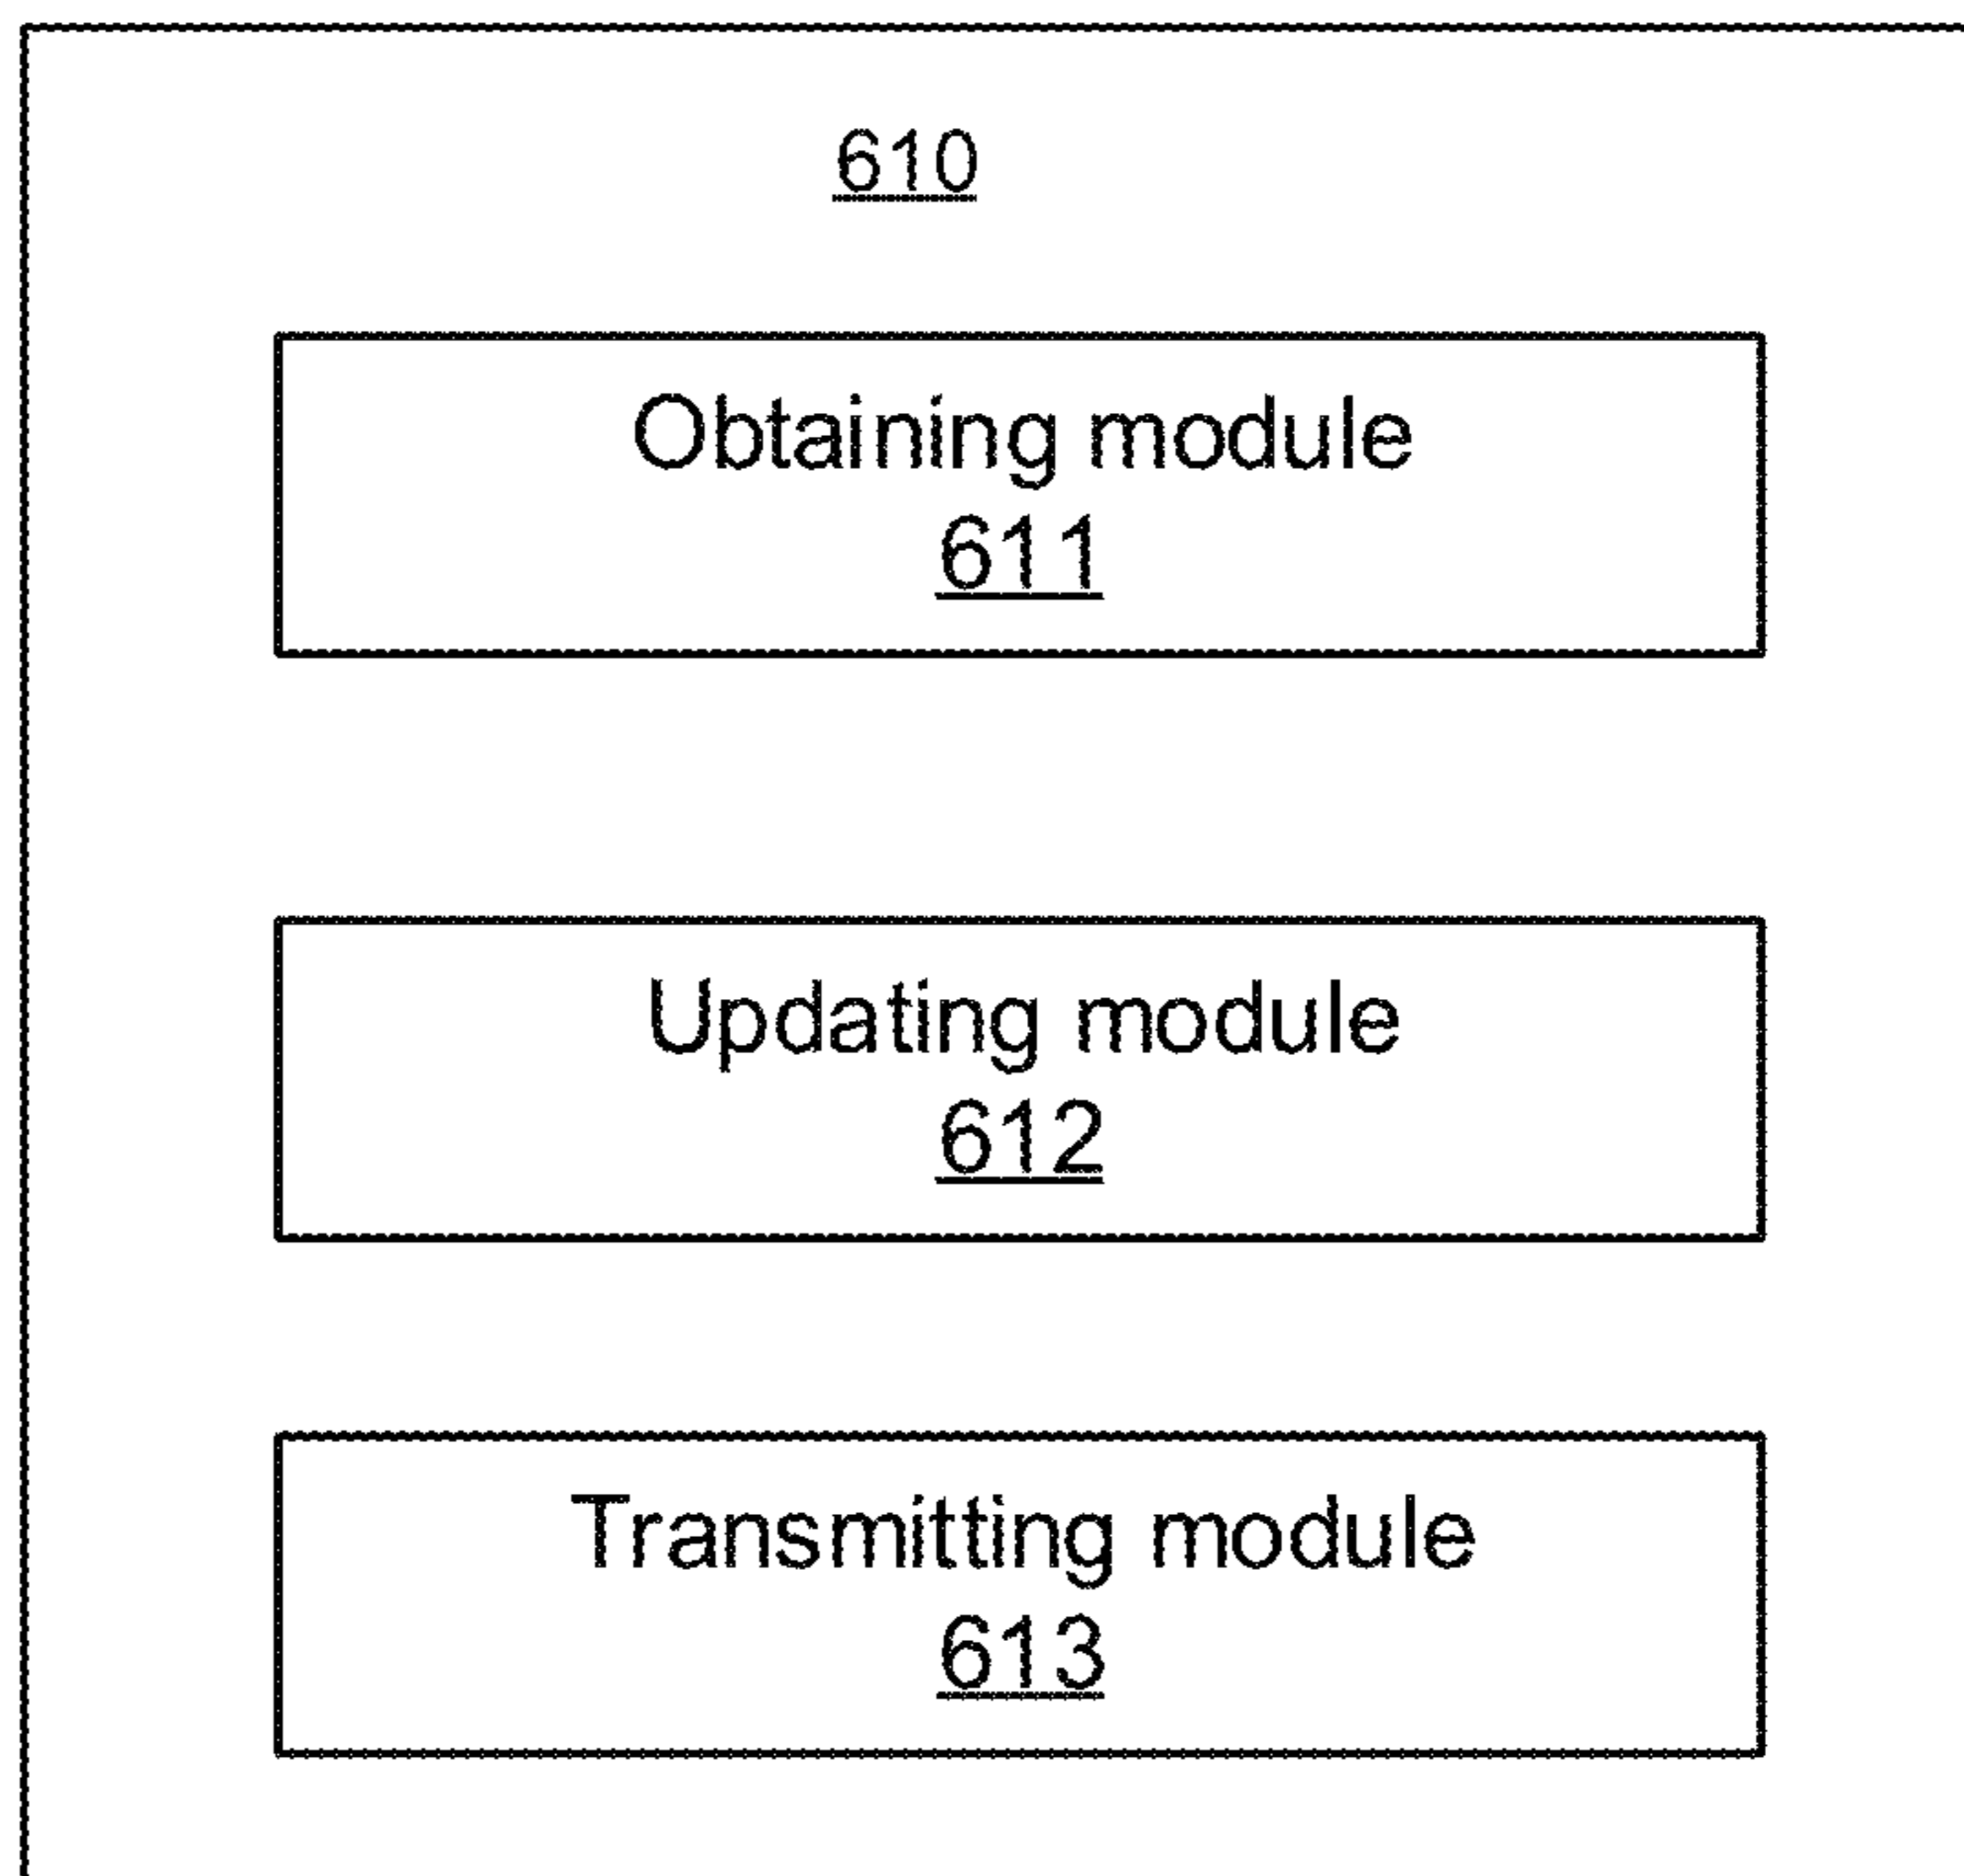 610
Obtaining module
611
Updating module
612
Transmitting module
613